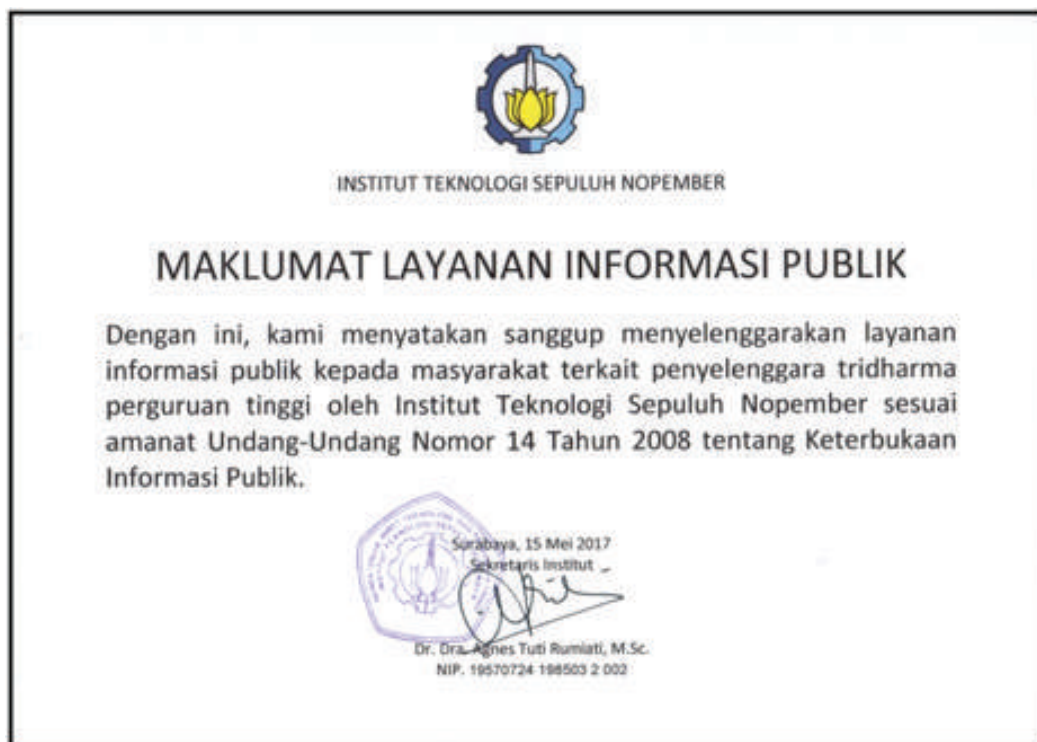 INSTITUT TEKNOLOGI SEPULUH NOPEMBER
MAKLUMAT LAYANAN INFORMASI PUBLIK
Dengan ini, kami menyatakan sanggup menyelenggarakan layanan
informasi publik kepada masyarakat terkait penyelenggara tridharma
perguruan tinggi oleh Institut Teknologi Sepuluh Nopember sesuai
amanat Undang-Undang Nomor 14 Tahun 2008 tentang Keterbukaan
Informasi Publik.
Surabaya, 15 Mei 2017
Sekretaris Institut
Dr. Dra. Agnes Tuti Rumiati, M.Sc.
NIP. 19570724 198503 2 002